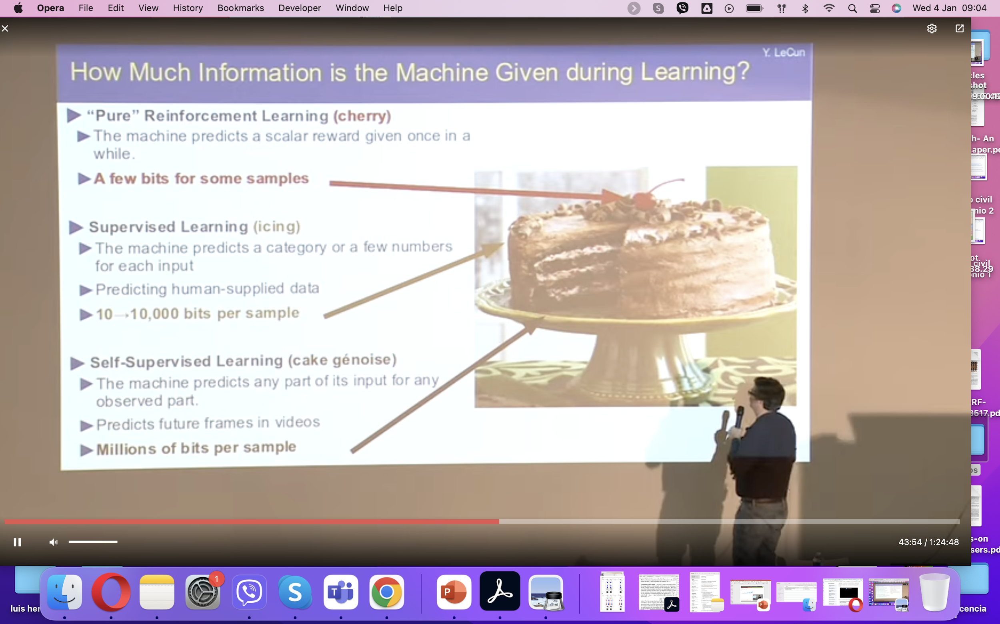 Opera File Edit View History Bookmarks Developer Window Help Wed 4 Jan 09:04
Y. LeCun
How Much Information is the Machine Given during Learning?
“Pure” Reinforcement Learning (cherry)
The machine predicts a scalar reward given once in a
while.
A few bits for some samples
Supervised Learning (icing)
The machine predicts a category or a few numbers
for each input
Predicting human-supplied data
10→10,000 bits per sample
Self-Supervised Learning (cake génoise)
The machine predicts any part of its input for any
observed part.
Predicts future frames in videos
Millions of bits per sample
43:54 / 1:24:48
cles
shot
h- An
aper.pd
civil
nio 2
civil
38.29
nio 1
RF-
3517.pd
os
s-on
sers.pd
luis her
cencia
1
S
T
P